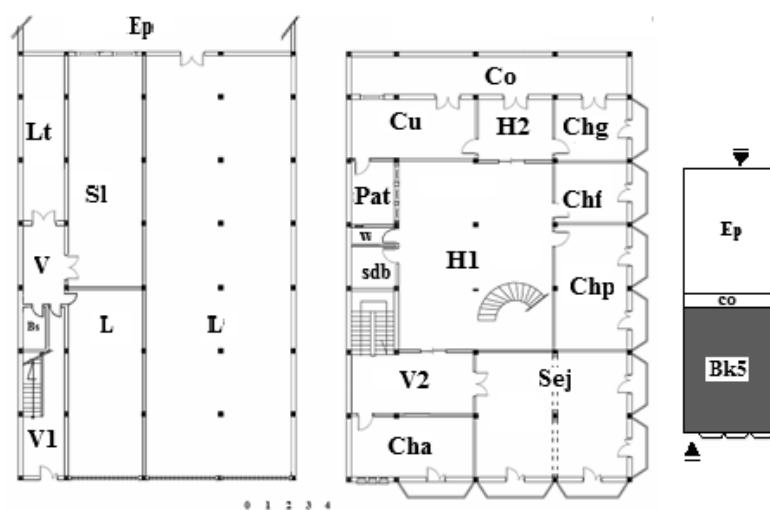 Ep
Lt
Sl
V
Bs
L
L
V1
Co
Cu
H2
Chg
Pat
Chf
W
sdb
H1
Chp
V2
Sej
Cha
Ep
co
Bk5
0 1 2 3 4